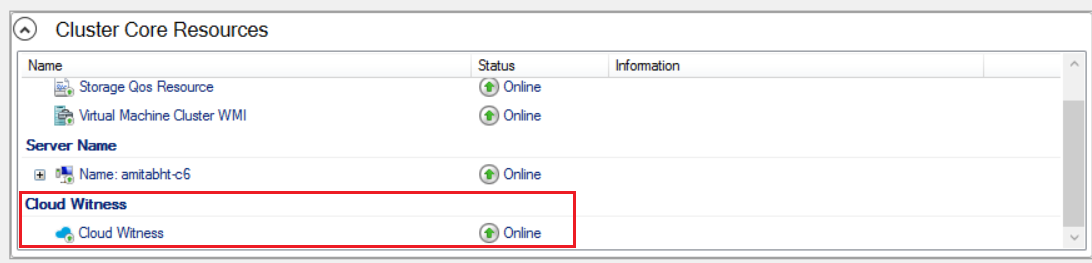 Cluster Core Resources
Name Status Information
Storage Qos Resource Online
Virtual Machine Cluster WMI Online
Server Name
Name: amitabht-c6 Online
Cloud Witness
Cloud Witness Online